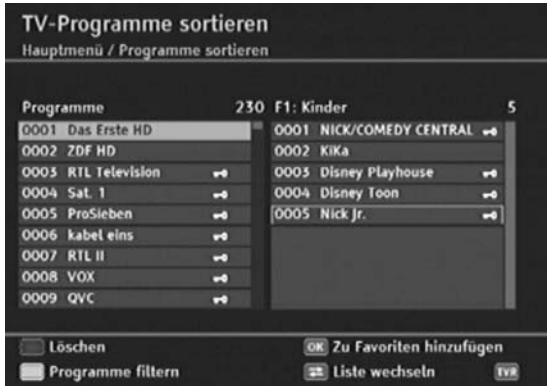 TV-Programme sortieren
Hauptmenü / Programme sortieren
Programme 230
0001 Das Erste HD
0002 ZDF HD
0003 RTL Television
0004 Sat. 1
0005 ProSieben
0006 kabel eins
0007 RTL II
0008 VOX
0009 QVC
F1: Kinder 5
0001 NICK/COMEDY CENTRAL
0002 KiKa
0003 Disney Playhouse
0004 Disney Toon
0005 Nick Jr.
Löschen
OK Zu Favoriten hinzufügen
Programme filtern
Liste wechseln
TVR